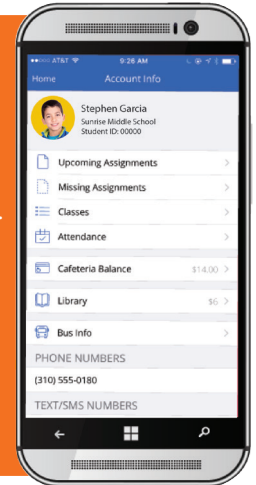 AT&T 9:26 AM
Home Account Info
Stephen Garcia
Sunrise Middle School
Student ID: 00000
Upcoming Assignments
Missing Assignments
Classes
Attendance
Cafeteria Balance $14.00
Library $6
Bus Info
PHONE NUMBERS
(310) 555-0180
TEXT/SMS NUMBERS